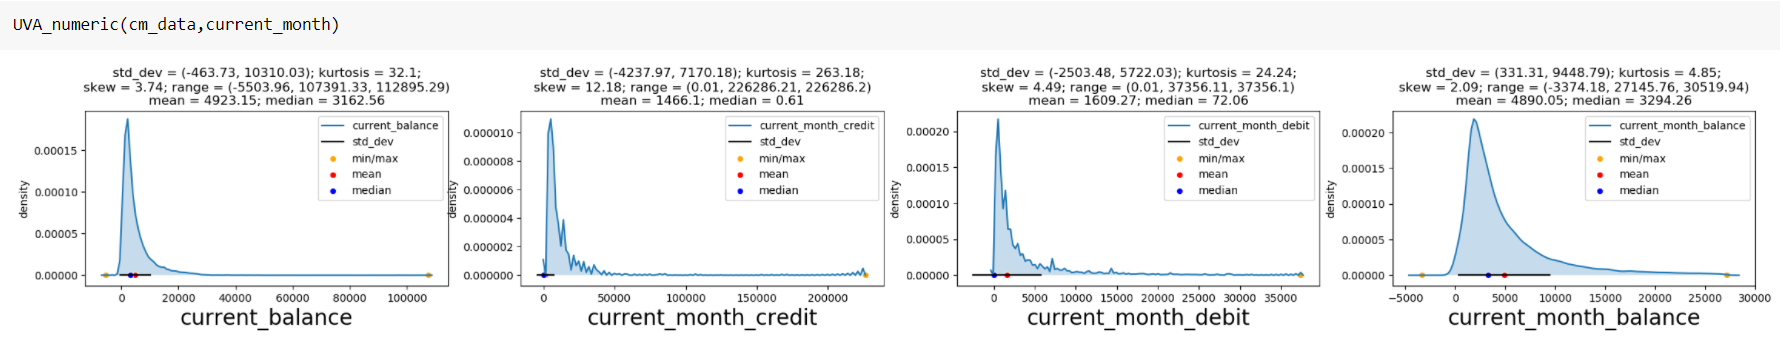 UVA_numeric(cm_data,current_month)
std_dev = (-463.73, 10310.03); kurtosis = 32.1;
skew = 3.74; range = (-5503.96, 107391.33, 112895.29)
mean = 4923.15; median = 3162.56
current_balance
std_dev
min/max
mean
median
0.00015
0.00010
0.00005
0.00000
density
0
20000
40000
60000
80000
100000
current_balance
std_dev = (-4237.97, 7170.18); kurtosis = 263.18;
skew = 12.18; range = (0.01, 226286.21, 226286.2)
mean = 1466.1; median = 0.61
current_month_credit
std_dev
min/max
mean
median
0.000010
0.000008
0.000006
0.000004
0.000002
0.000000
density
0
50000
100000
150000
200000
current_month_credit
std_dev = (-2503.48, 5722.03); kurtosis = 24.24;
skew = 4.49; range = (0.01, 37356.11, 37356.1)
mean = 1609.27; median = 72.06
current_month_debit
std_dev
min/max
mean
median
0.00020
0.00015
0.00010
0.00005
0.00000
density
0
5000
10000
15000
20000
25000
30000
35000
current_month_debit
std_dev = (331.31, 9448.79); kurtosis = 4.85;
skew = 2.09; range = (-3374.18, 27145.76, 30519.94)
mean = 4890.05; median = 3294.26
current_month_balance
std_dev
min/max
mean
median
0.00020
0.00015
0.00010
0.00005
0.00000
density
−5000
0
5000
10000
15000
20000
25000
30000
current_month_balance